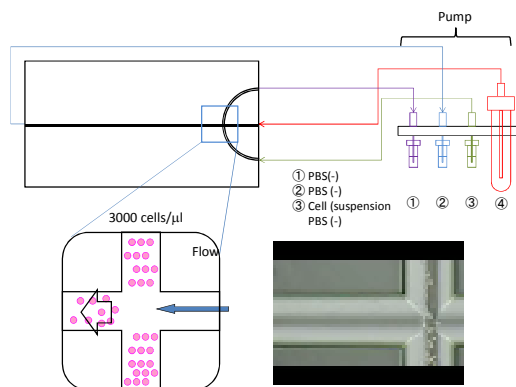 Pump
① PBS(-)
② PBS (-)
③ Cell (suspension
PBS (-)
① ② ③ ④
3000 cells/μl
Flow